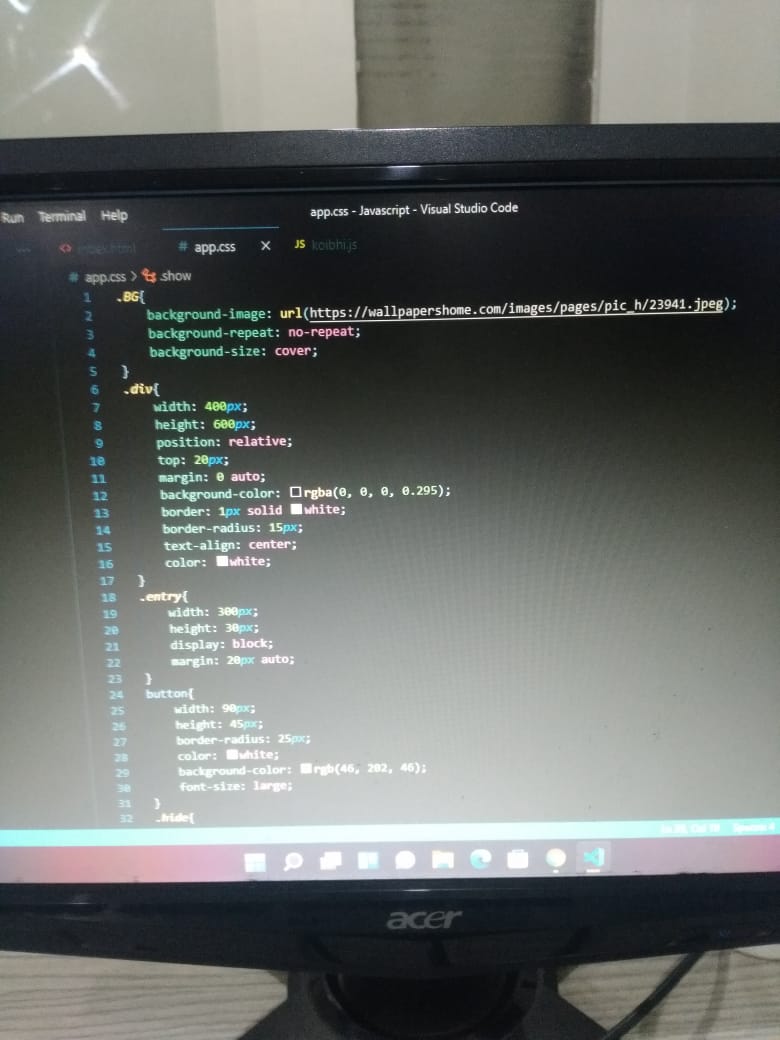 Run Terminal Help
app.css - Javascript - Visual Studio Code
<> index.html # app.css X JS koibhi.js
# app.css > .show
1 .BG{
2 background-image: url(https://wallpapershome.com/images/pages/pic_h/23941.jpeg);
3 background-repeat: no-repeat;
4 background-size: cover;
5 }
6 .div{
7 width: 400px;
8 height: 600px;
9 position: relative;
10 top: 20px;
11 margin: 0 auto;
12 background-color: rgba(0, 0, 0, 0.295);
13 border: 1px solid white;
14 border-radius: 15px;
15 text-align: center;
16 color: white;
17 }
18 .entry{
19 width: 300px;
20 height: 30px;
21 display: block;
22 margin: 20px auto;
23 }
24 button{
25 width: 90px;
26 height: 45px;
27 border-radius: 25px;
28 color: white;
29 background-color: rgb(46, 202, 46);
30 font-size: large;
31 }
32 .hide{
acer